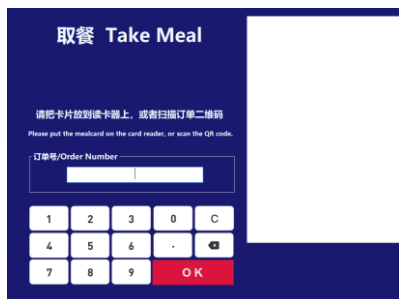 取餐 Take Meal
请把卡片放到读卡器上，或者扫描订单二维码
Please put the mealcard on the card reader, or scan the QR code.
订单号/Order Number
1 2 3 0 C
4 5 6 .
7 8 9 OK